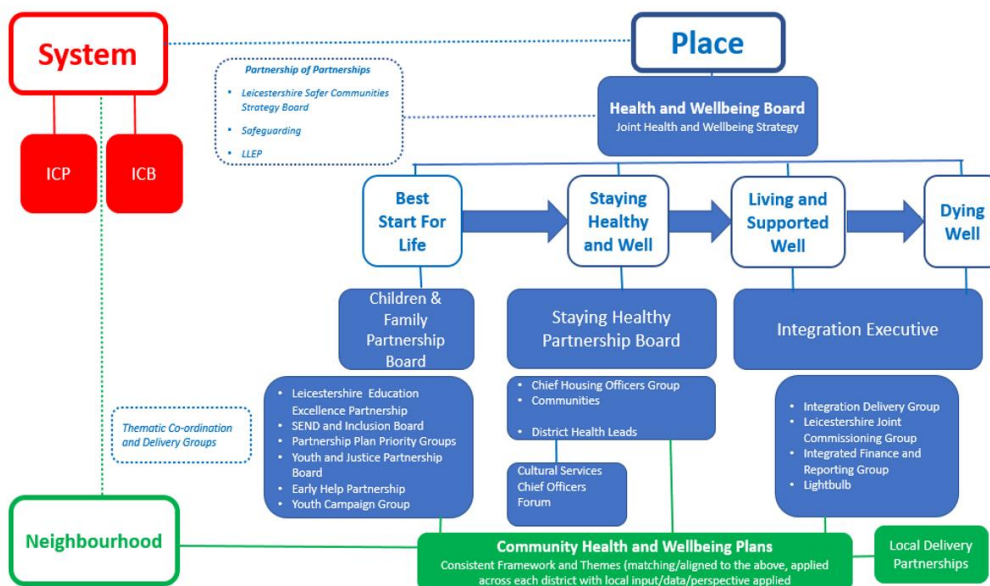 System
Place
Partnership of Partnerships
• Leicestershire Safer Communities
Strategy Board
• Safeguarding
• LLEP
Health and Wellbeing Board
Joint Health and Wellbeing Strategy
ICP
ICB
Best
Start For
Life
Staying
Healthy
and Well
Living and
Supported
Well
Dying
Well
Children &
Family
Partnership
Board
Staying Healthy
Partnership Board
Integration Executive
Thematic Co-ordination
and Delivery Groups
• Leicestershire Education
Excellence Partnership
• SEND and Inclusion Board
• Partnership Plan Priority Groups
• Youth and Justice Partnership
Board
• Early Help Partnership
• Youth Campaign Group
• Chief Housing Officers Group
• Communities
• District Health Leads
Cultural Services
Chief Officers
Forum
• Integration Delivery Group
• Leicestershire Joint
Commissioning Group
• Integrated Finance and
Reporting Group
• Lightbulb
Neighbourhood
Community Health and Wellbeing Plans
Consistent Framework and Themes (matching/aligned to the above, applied
across each district with local input/data/perspective applied
Local Delivery
Partnerships